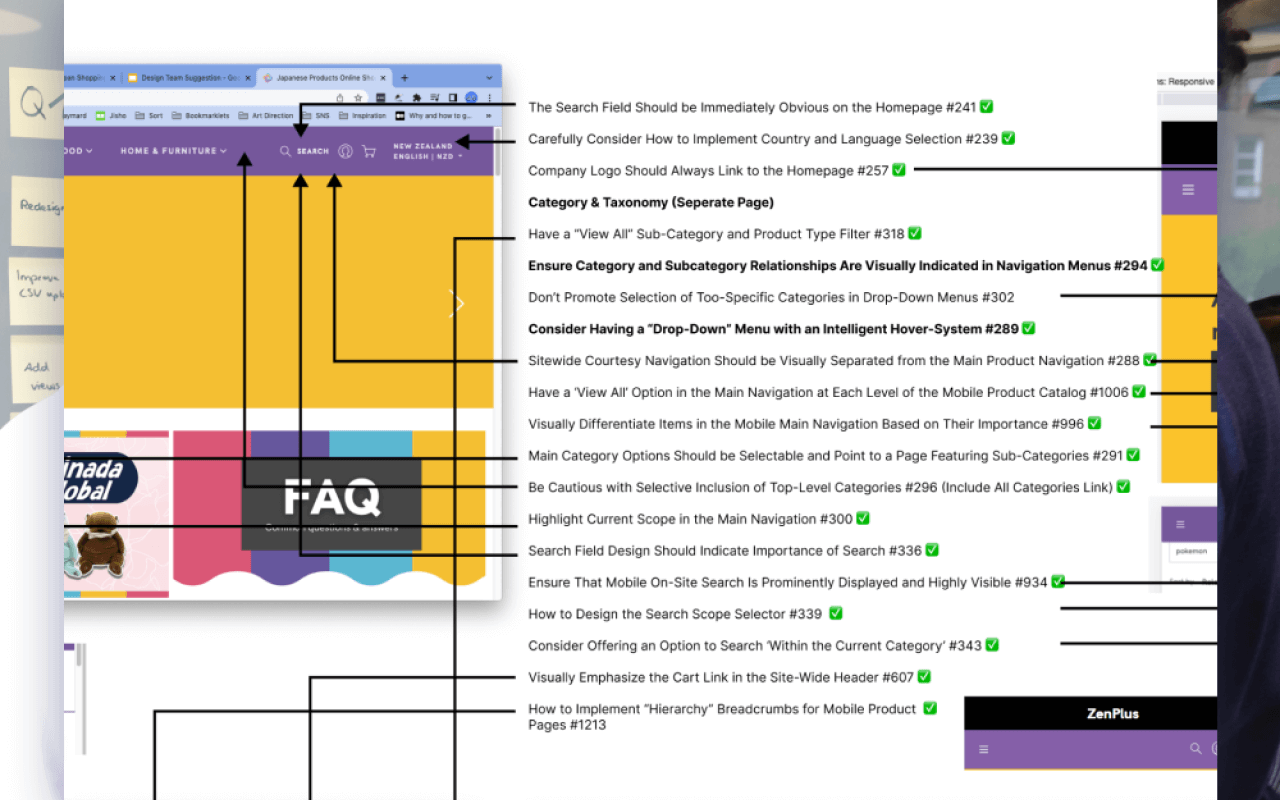 Q
Redesign
Improve
CSV
Add
views
Design Team Suggestion - Goo
Japanese Products Online Sho
aymard
Jisho
Sort
Bookmarklets
Art Direction
SNS
Inspiration
Why and how to g...
»
OOD
HOME & FURNITURE
SEARCH
NEW ZEALAND
ENGLISH | NZD
inada
lobal
FAQ
Common questions & answers
The Search Field Should be Immediately Obvious on the Homepage #241 ✅
Carefully Consider How to Implement Country and Language Selection #239 ✅
Company Logo Should Always Link to the Homepage #257 ✅
Category & Taxonomy (Seperate Page)
Have a “View All” Sub-Category and Product Type Filter #318 ✅
Ensure Category and Subcategory Relationships Are Visually Indicated in Navigation Menus #294 ✅
Don’t Promote Selection of Too-Specific Categories in Drop-Down Menus #302
Consider Having a “Drop-Down” Menu with an Intelligent Hover-System #289 ✅
Sitewide Courtesy Navigation Should be Visually Separated from the Main Product Navigation #288 ✅
Have a ‘View All’ Option in the Main Navigation at Each Level of the Mobile Product Catalog #1006 ✅
Visually Differentiate Items in the Mobile Main Navigation Based on Their Importance #996 ✅
Main Category Options Should be Selectable and Point to a Page Featuring Sub-Categories #291 ✅
Be Cautious with Selective Inclusion of Top-Level Categories #296 (Include All Categories Link) ✅
Highlight Current Scope in the Main Navigation #300 ✅
Search Field Design Should Indicate Importance of Search #336 ✅
Ensure That Mobile On-Site Search Is Prominently Displayed and Highly Visible #934 ✅
How to Design the Search Scope Selector #339 ✅
Consider Offering an Option to Search ‘Within the Current Category’ #343 ✅
Visually Emphasize the Cart Link in the Site-Wide Header #607 ✅
How to Implement “Hierarchy” Breadcrumbs for Mobile Product ✅
Pages #1213
ns: Responsive
pokemon
ZenPlus